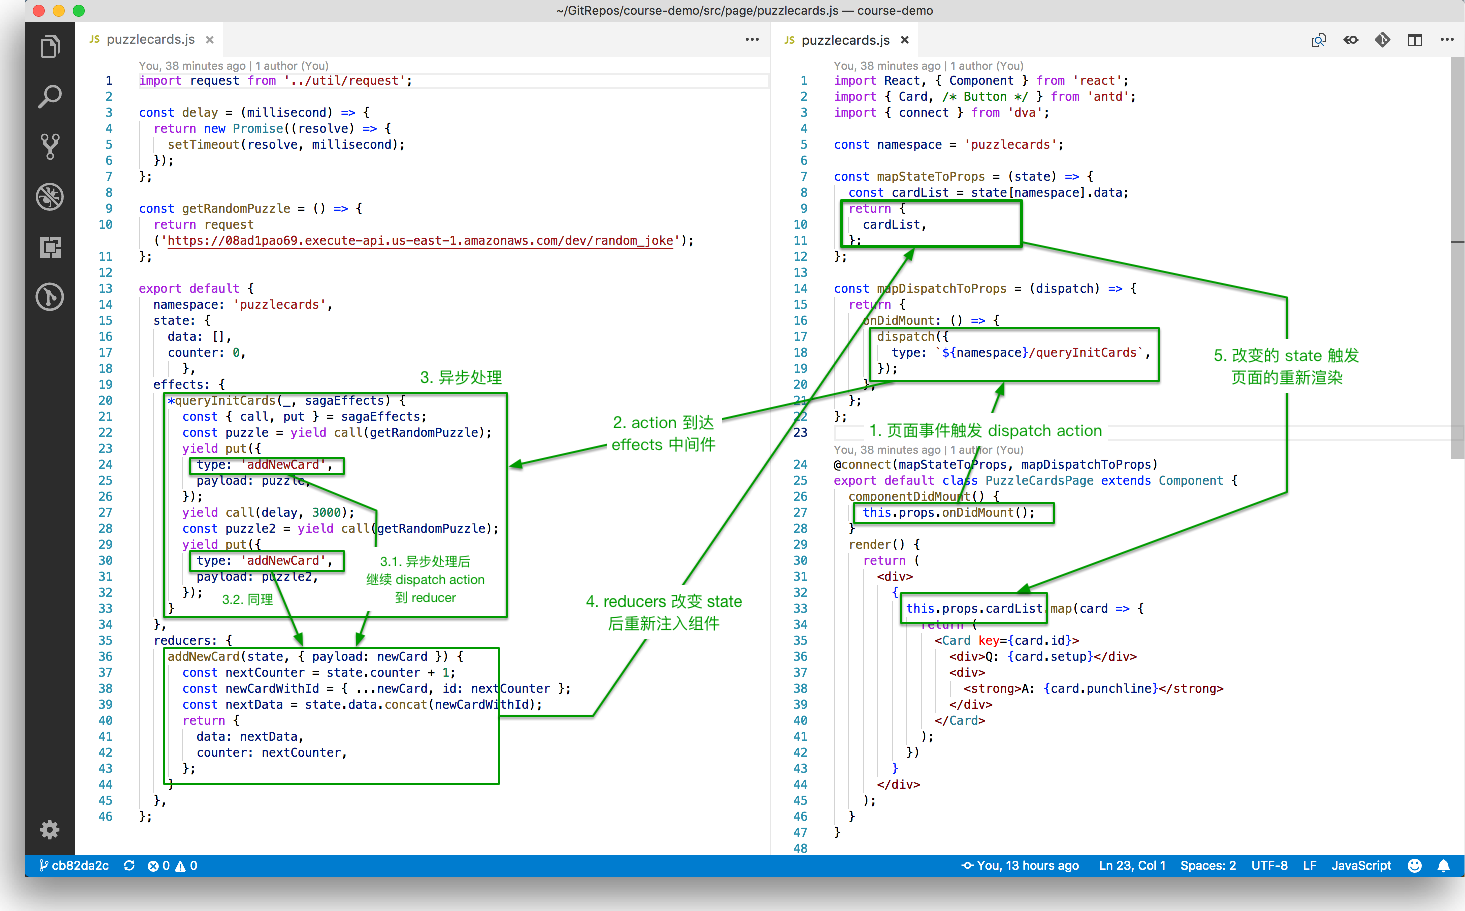 ~/GitRepos/course-demo/src/page/puzzlecards.js — course-demo
JS puzzlecards.js ×
You, 38 minutes ago | 1 author (You)
1 import request from '../util/request';
2
3 const delay = (millisecond) => {
4 return new Promise((resolve) => {
5 setTimeout(resolve, millisecond);
6 });
7 };
8
9 const getRandomPuzzle = () => {
10 return request
('https://08ad1pao69.execute-api.us-east-1.amazonaws.com/dev/random_joke');
11 };
12
13 export default {
14 namespace: 'puzzlecards',
15 state: {
16 data: [],
17 counter: 0,
18 },
19 effects: {
20 *queryInitCards(_, sagaEffects) {
21 const { call, put } = sagaEffects;
22 const puzzle = yield call(getRandomPuzzle);
23 yield put({
24 type: 'addNewCard',
25 payload: puzzle,
26 });
27 yield call(delay, 3000);
28 const puzzle2 = yield call(getRandomPuzzle);
29 yield put({
30 type: 'addNewCard',
31 payload: puzzle2,
32 });
33 }
34 },
35 reducers: {
36 addNewCard(state, { payload: newCard }) {
37 const nextCounter = state.counter + 1;
38 const newCardWithId = { ...newCard, id: nextCounter };
39 const nextData = state.data.concat(newCardWithId);
40 return {
41 data: nextData,
42 counter: nextCounter,
43 };
44 }
45 },
46 };
3. 异步处理
3.1. 异步处理后
继续 dispatch action
到 reducer
3.2. 同理
2. action 到达
effects 中间件
4. reducers 改变 state
后重新注入组件
JS puzzlecards.js ×
You, 38 minutes ago | 1 author (You)
1 import React, { Component } from 'react';
2 import { Card, /* Button */ } from 'antd';
3 import { connect } from 'dva';
4
5 const namespace = 'puzzlecards';
6
7 const mapStateToProps = (state) => {
8 const cardList = state[namespace].data;
9 return {
10 cardList,
11 };
12 };
13
14 const mapDispatchToProps = (dispatch) => {
15 return {
16 onDidMount: () => {
17 dispatch({
18 type: `${namespace}/queryInitCards`,
19 });
20 },
21 };
22 };
23
1. 页面事件触发 dispatch action
5. 改变的 state 触发
页面的重新渲染
You, 38 minutes ago | 1 author (You)
24 @connect(mapStateToProps, mapDispatchToProps)
25 export default class PuzzleCardsPage extends Component {
26 componentDidMount() {
27 this.props.onDidMount();
28 }
29 render() {
30 return (
31 <div>
32 {
33 this.props.cardList.map(card => {
34 return (
35 <Card key={card.id}>
36 <div>Q: {card.setup}</div>
37 <div>
38 <strong>A: {card.punchline}</strong>
39 </div>
40 </Card>
41 );
42 })
43 }
44 </div>
45 );
46 }
47 }
48
cb82da2c 0 0 You, 13 hours ago Ln 23, Col 1 Spaces: 2 UTF-8 LF JavaScript